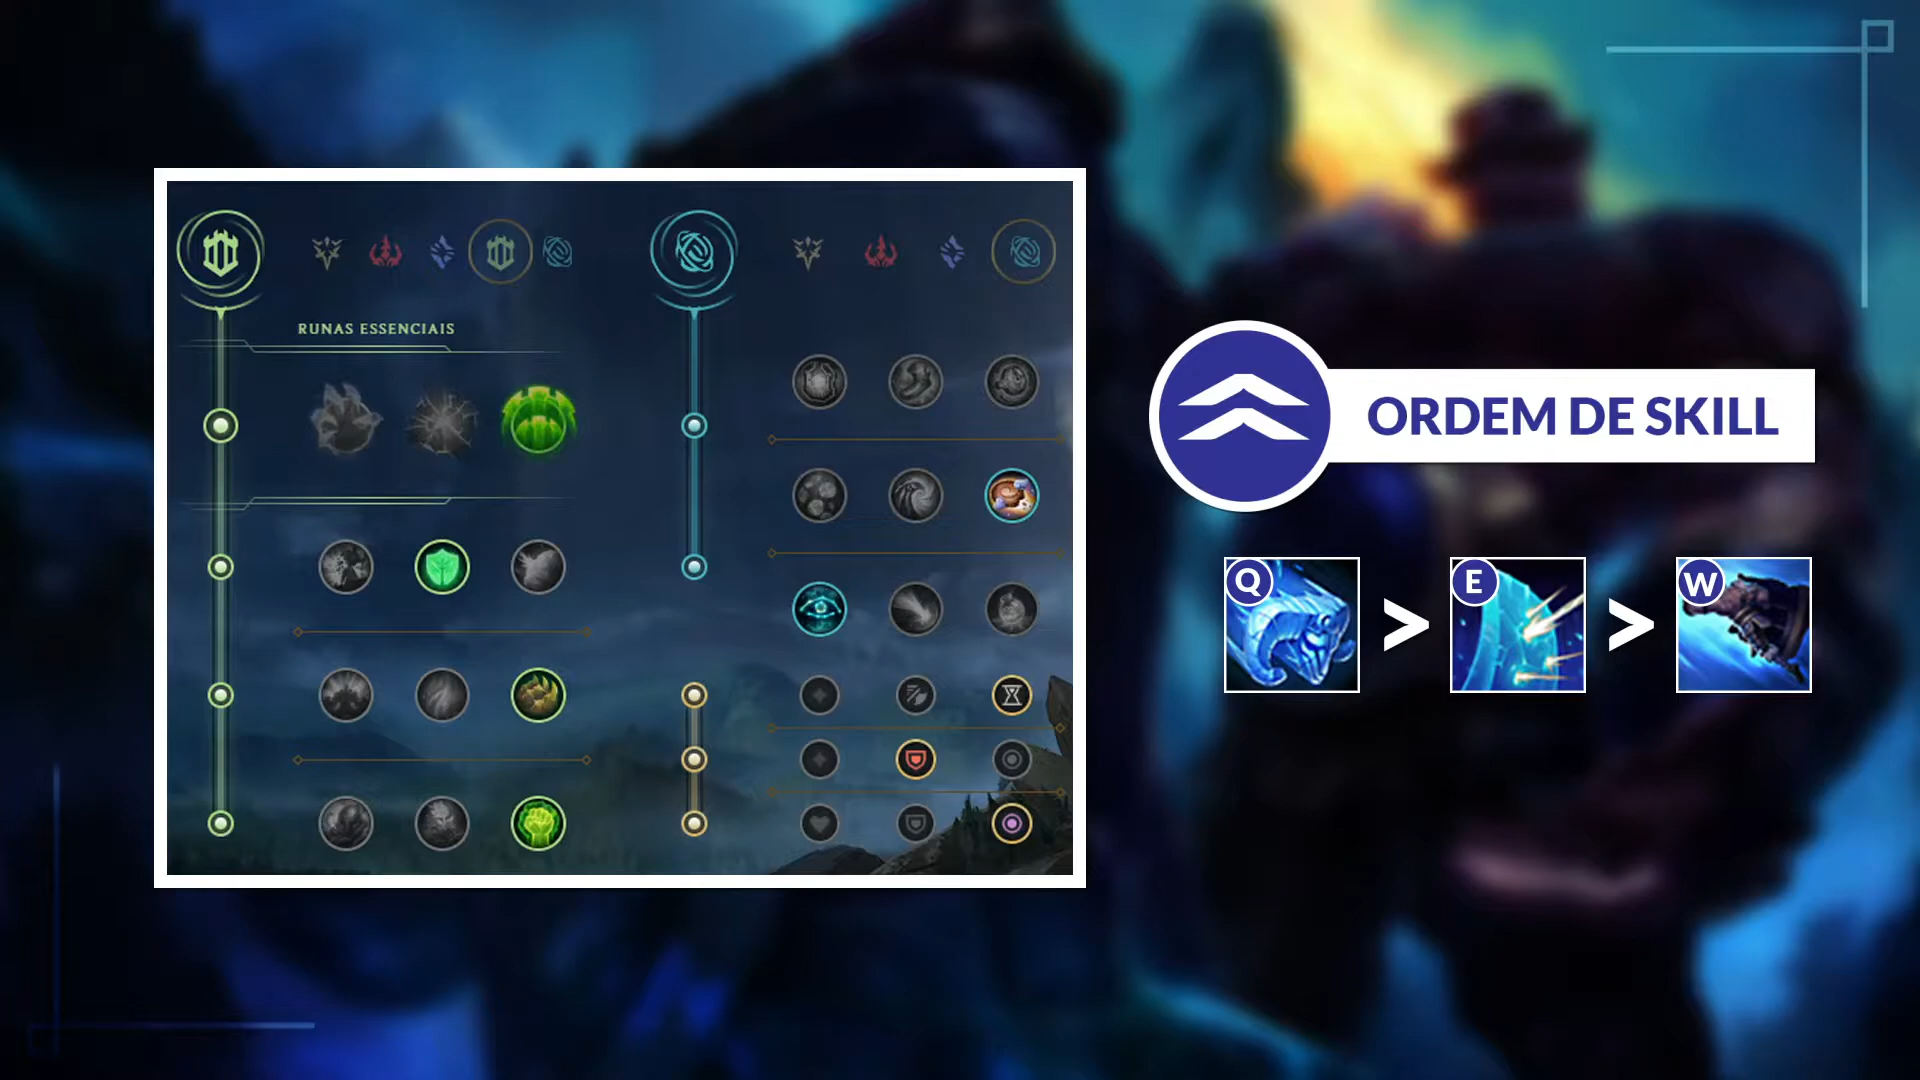 RUNAS ESSENCIAIS
ORDEM DE SKILL
Q > E > W